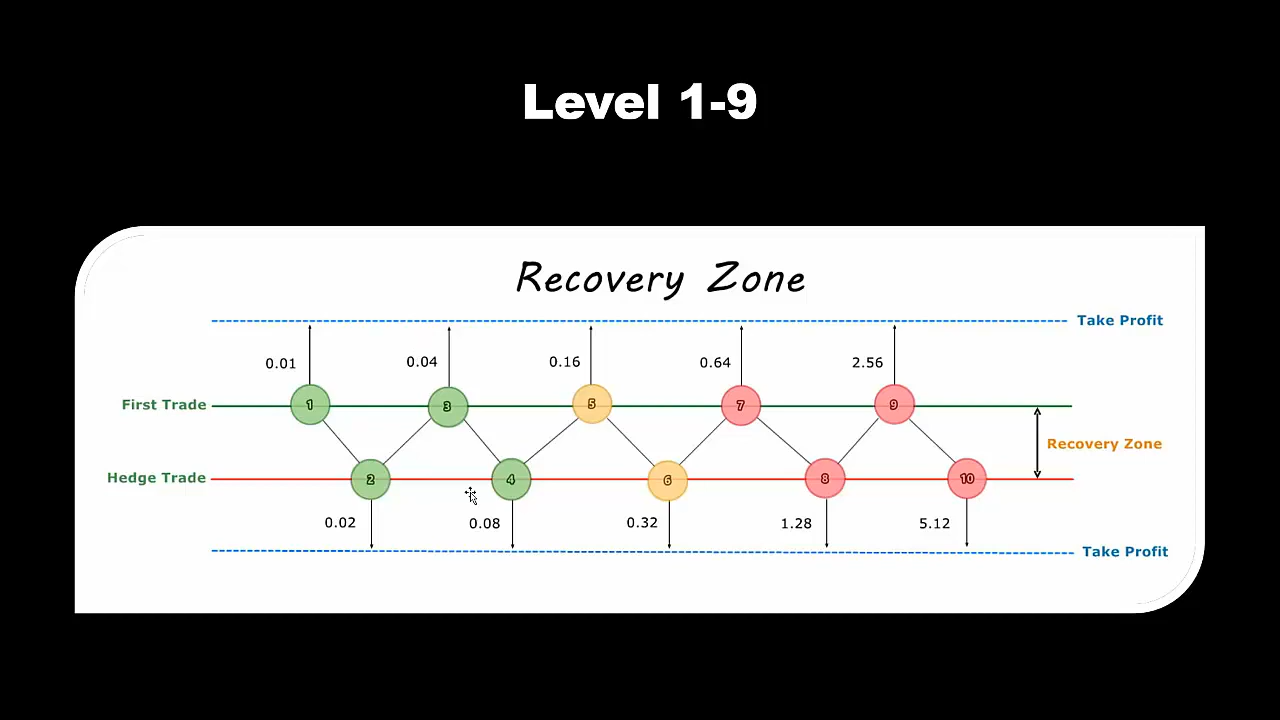 Level 1-9
Recovery Zone
Take Profit
0.01 0.04 0.16 0.64 2.56
First Trade 1 3 5 7 9
Recovery Zone
Hedge Trade 2 4 6 8 10
0.02 0.08 0.32 1.28 5.12
Take Profit